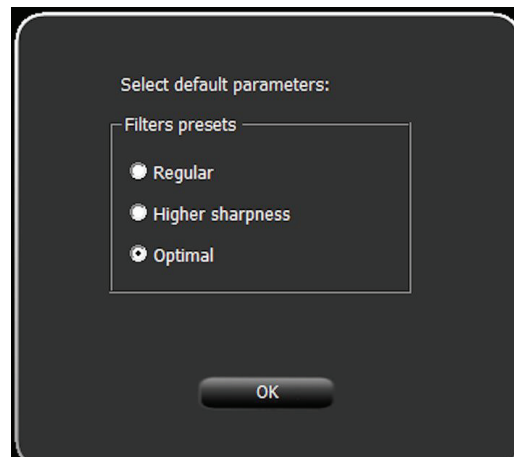 Select default parameters:
Filters presets
Regular
Higher sharpness
Optimal
OK